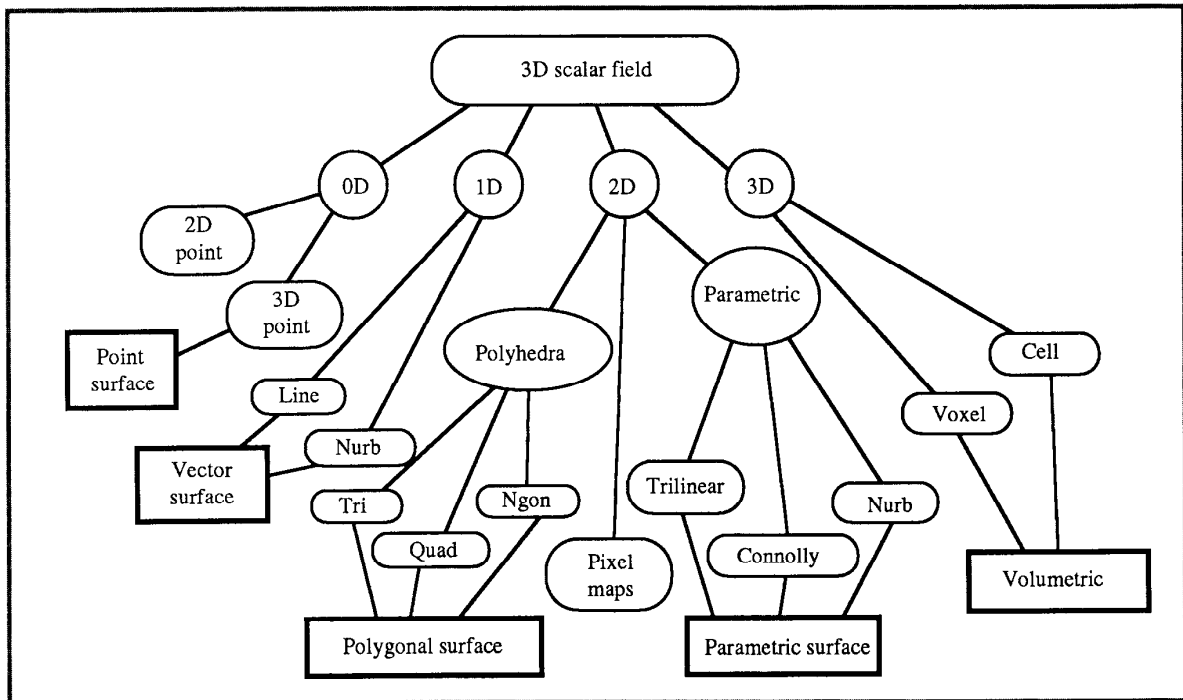 3D scalar field
0D
1D
2D
3D
2D
point
3D
point
Parametric
Point
surface
Polyhedra
Cell
Line
Voxel
Nurb
Vector
surface
Tri
Ngon
Trilinear
Nurb
Quad
Pixel
maps
Connolly
Volumetric
Polygonal surface
Parametric surface